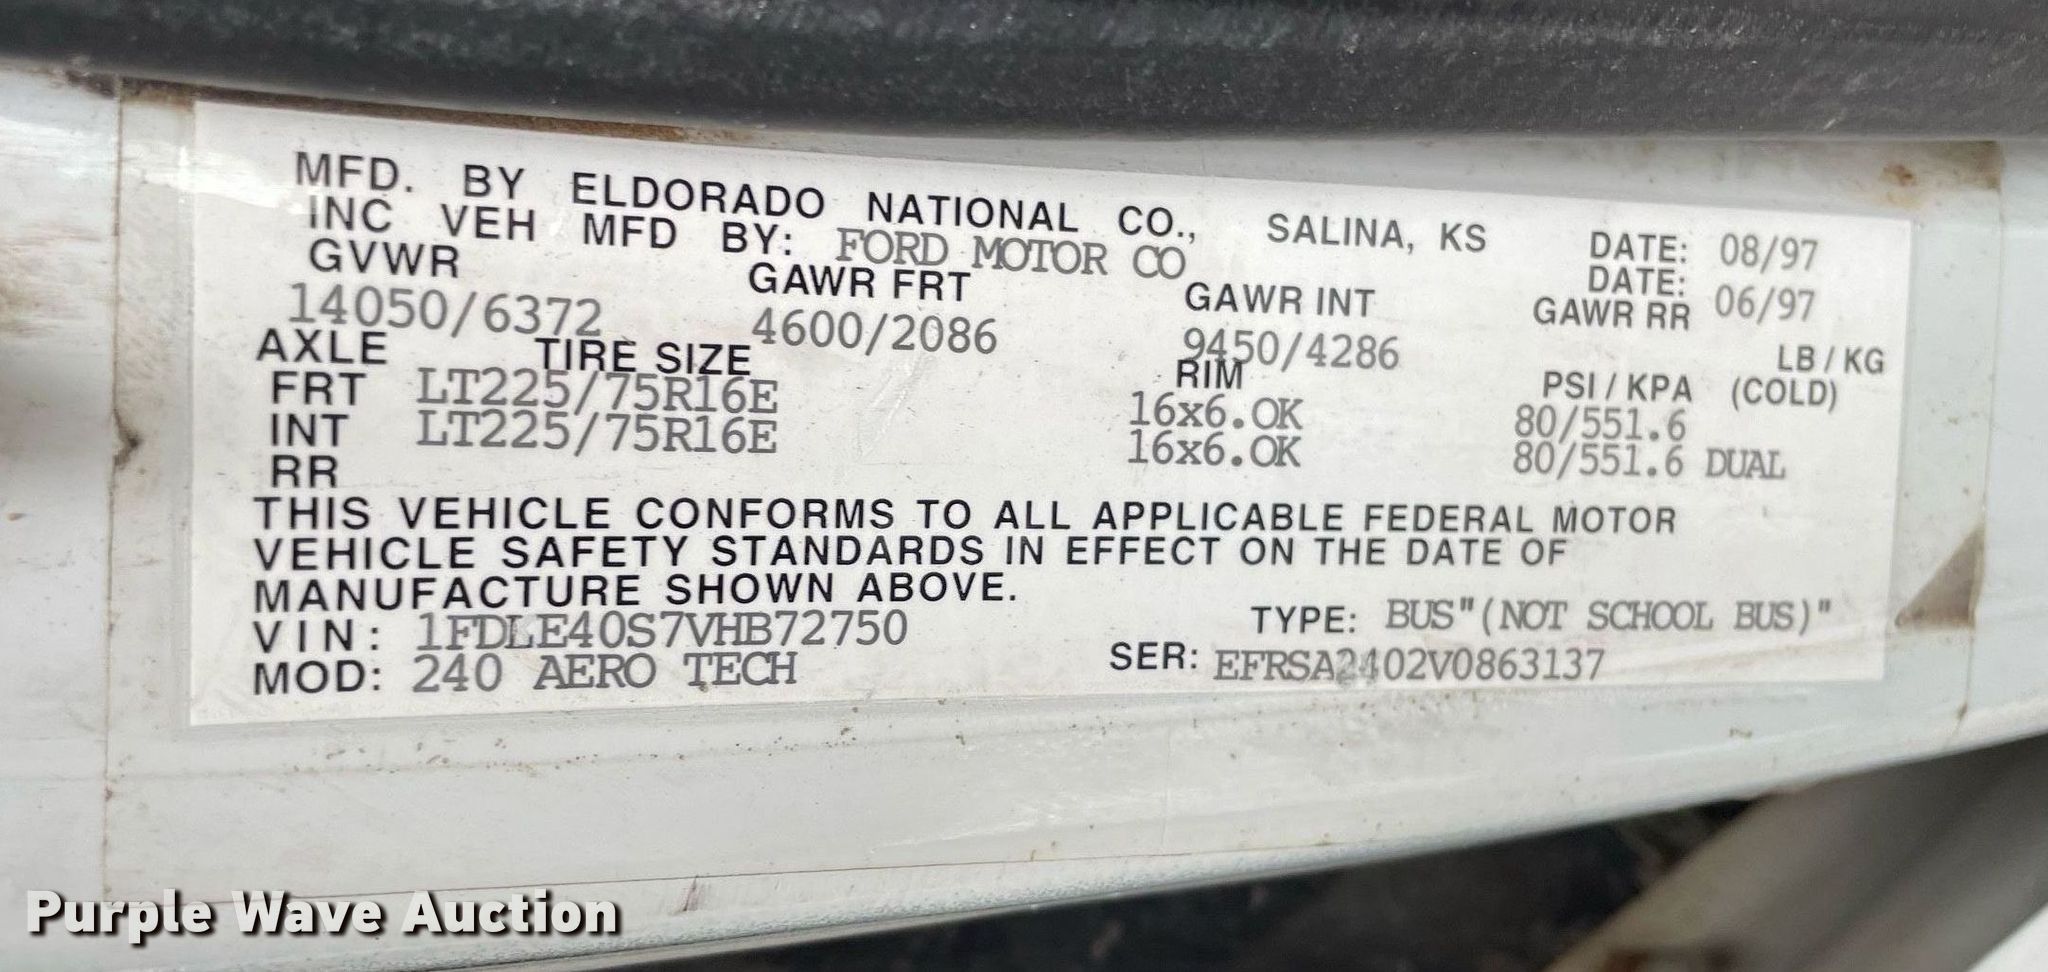 MFD. BY ELDORADO NATIONAL CO., SALINA, KS DATE: 08/97
INC VEH MFD BY: FORD MOTOR CO DATE: 06/97
GVWR GAWR FRT GAWR INT GAWR RR
14050/6372 4600/2086 9450/4286 LB / KG
AXLE TIRE SIZE RIM PSI / KPA (COLD)
FRT LT225/75R16E 16x6.0K 80/551.6
INT LT225/75R16E 16x6.0K 80/551.6 DUAL
RR
THIS VEHICLE CONFORMS TO ALL APPLICABLE FEDERAL MOTOR
VEHICLE SAFETY STANDARDS IN EFFECT ON THE DATE OF
MANUFACTURE SHOWN ABOVE.
VIN: 1FDLE40S7VHB72750 TYPE: BUS"(NOT SCHOOL BUS)"
MOD: 240 AERO TECH SER: EFRSA2402V0863137
Purple Wave Auction